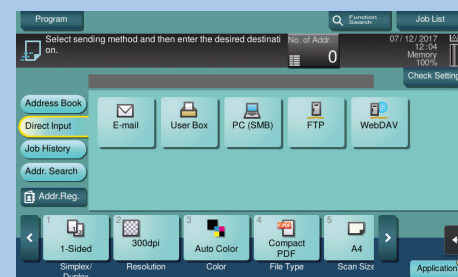 Program
Function
Search
Job List
Select sending method and then enter the desired destinati
on.
No. of Addr.
0
07/12/2017
12:04
Memory
100%
Check Setting
Address Book
Direct Input
Job History
Addr. Search
Addr.Reg.
E-mail
User Box
PC (SMB)
FTP
WebDAV
1
1-Sided
2
300dpi
3
Auto Color
4
Compact
PDF
5
A4
Simplex/
Duplex
Resolution
Color
File Type
Scan Size
Application